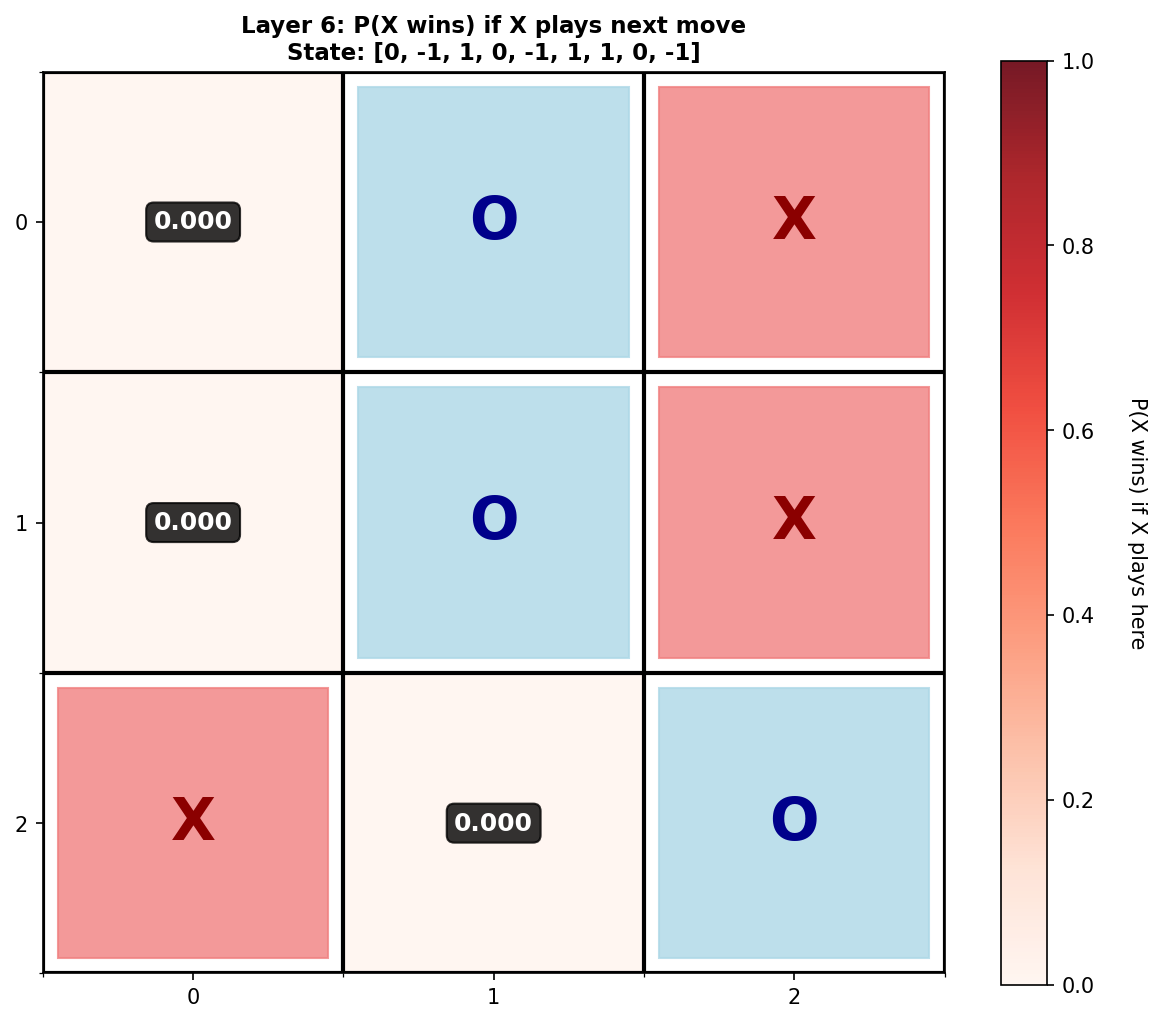 Layer 6: P(X wins) if X plays next move
State: [0, -1, 1, 0, -1, 1, 1, 0, -1]
0
0.000
O
X
1
0.000
O
X
2
X
0.000
O
0
1
2
1.0
0.8
0.6
0.4
0.2
0.0
P(X wins) if X plays here